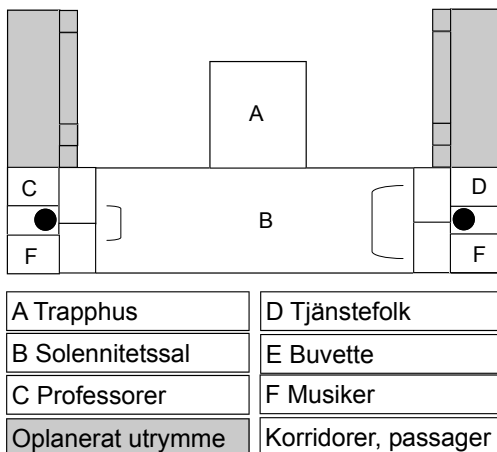 A
C
D
B
F
F
A Trapphus
D Tjänstefolk
B Solennitetssal
E Buvette
C Professorer
F Musiker
Oplanerat utrymme
Korridorer, passager